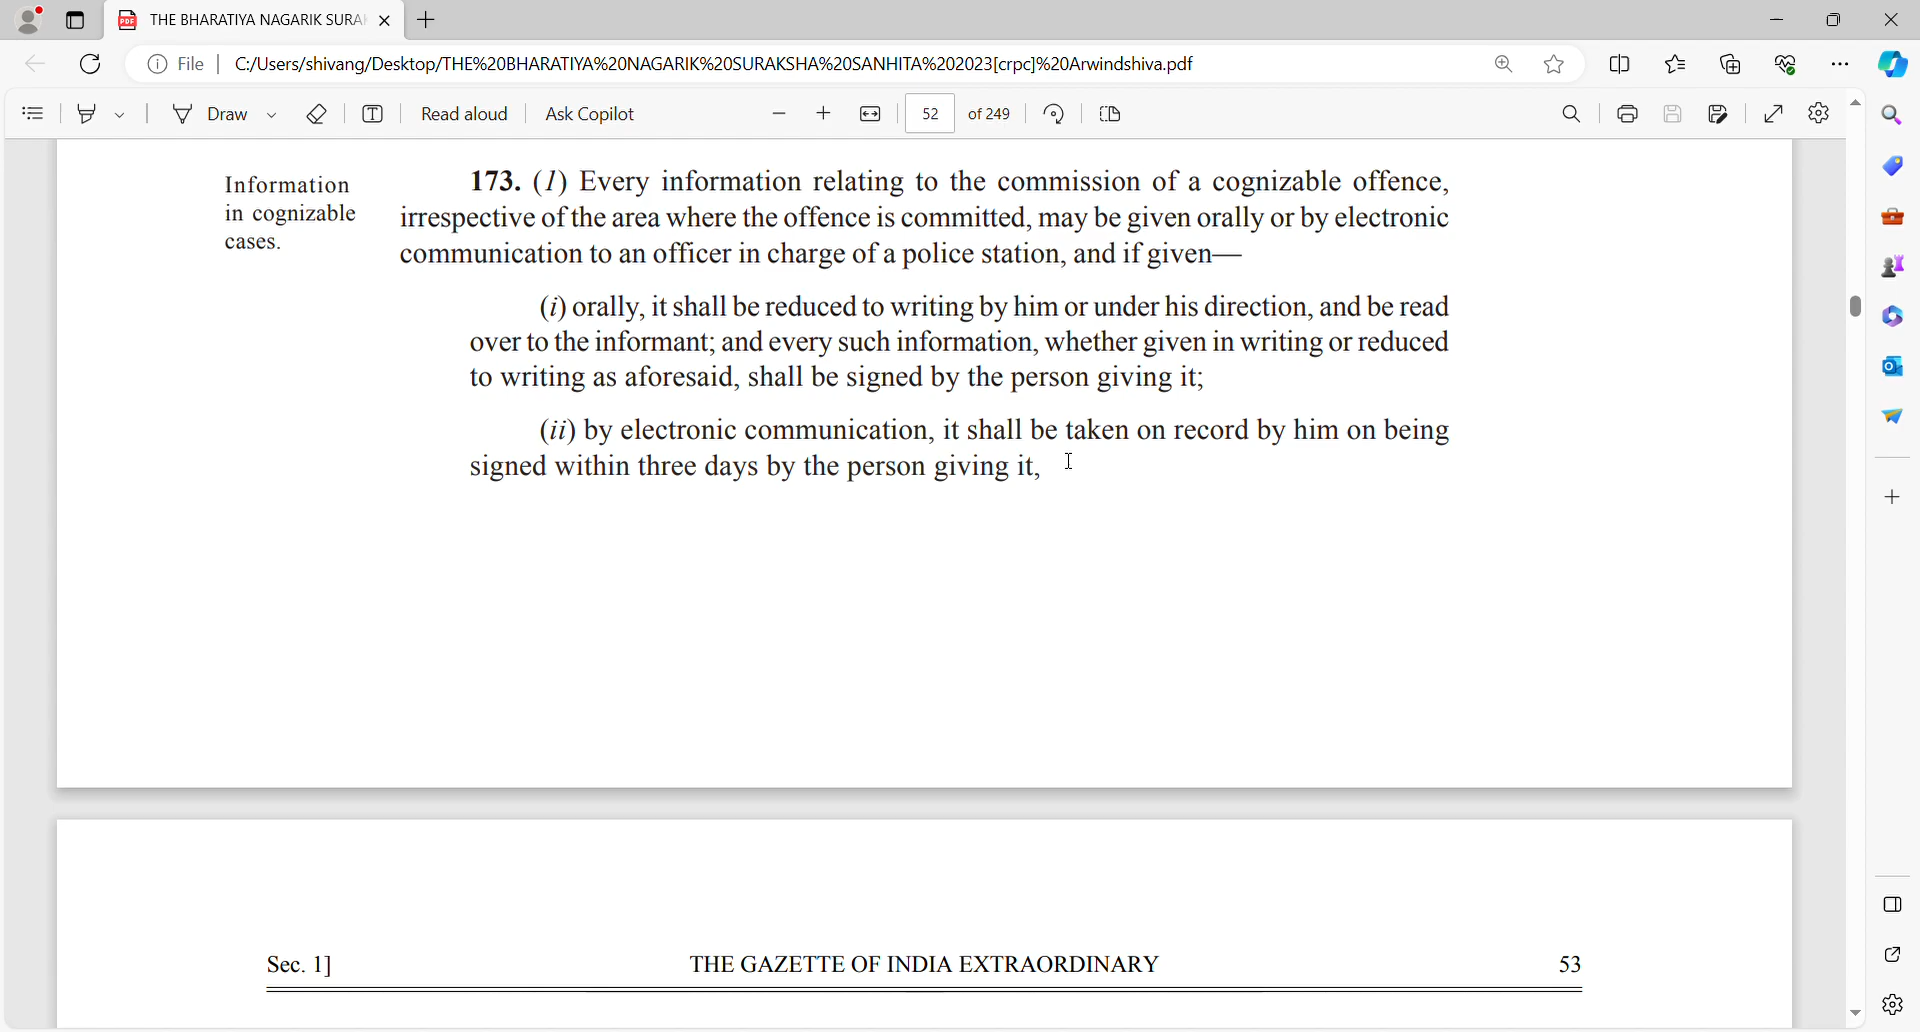 THE BHARATIYA NAGARIK SURA
File
C:/Users/shivang/Desktop/THE%20BHARATIYA%20NAGARIK%20SURAKSHA%20SANHITA%202023[crpc]%20Arwindshiva.pdf
Draw
Read aloud
Ask Copilot
52
of 249
Information
in cognizable
cases.
173. (1) Every information relating to the commission of a cognizable offence,
irrespective of the area where the offence is committed, may be given orally or by electronic
communication to an officer in charge of a police station, and if given—
(i) orally, it shall be reduced to writing by him or under his direction, and be read
over to the informant; and every such information, whether given in writing or reduced
to writing as aforesaid, shall be signed by the person giving it;
(ii) by electronic communication, it shall be taken on record by him on being
signed within three days by the person giving it,
Sec. 1]
THE GAZETTE OF INDIA EXTRAORDINARY
53